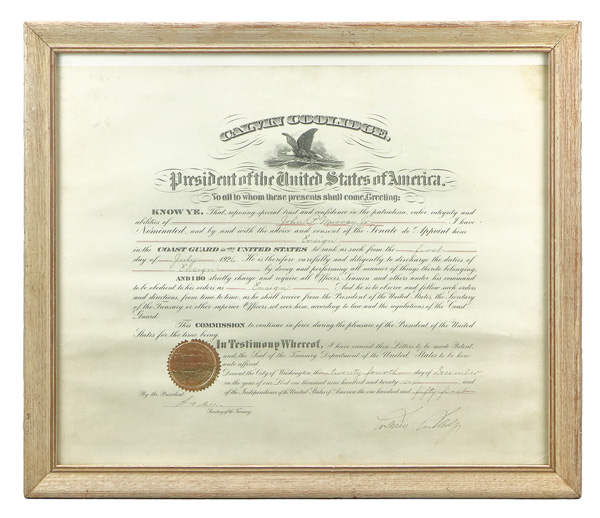 CALVIN COOLIDGE,
President of the United States of America.
To all to whom these presents shall come, Greeting:
KNOW YE, That, reposing special trust and confidence in the patriotism, valor, integrity and
abilities of John I have
Nominated, and by and with the advice and consent of the Senate do Appoint him
Ensign
in the COAST GUARD of the UNITED STATES to rank as such from the first
day of July 1926. He is therefore carefully and diligently to discharge the duties of
Ensign by doing and performing all manner of things thereto belonging.
AND I DO strictly charge and require all Officers, Seamen and others under his command
to be obedient to his orders as Ensign And he is to observe and follow such orders
and directions, from time to time, as he shall receive from the President of the United States, the Secretary
of the Treasury or other superior Officers set over him, according to law and the regulations of the Coast
Guard.
This COMMISSION to continue in force during the pleasure of the President of the United
States for the time being.
In Testimony Whereof, I have caused these Letters to be made Patent,
and the Seal of the Treasury Department of the United States to be here-
unto affixed.
Done at the City of Washington this twenty fourth day of December
in the year of our Lord one thousand nine hundred and twenty six and
of the Independence of the United States of America the one hundred and fifty first
By the President
Secretary of the Treasury.
Calvin Coolidge